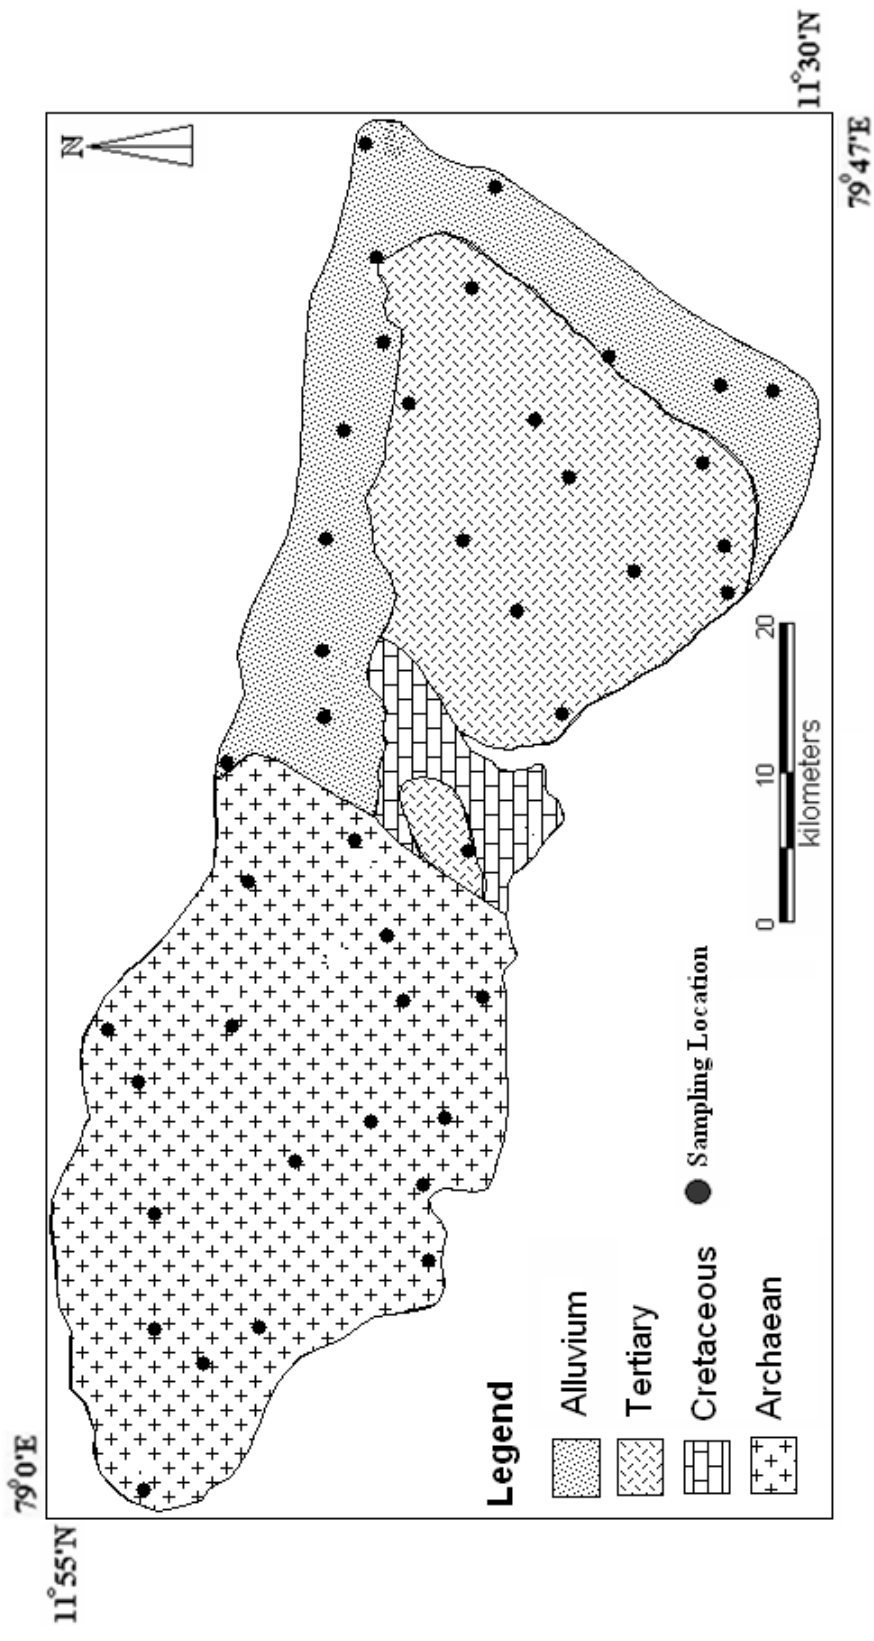 79°0'E
11°55'N
N
Legend
Alluvium
Tertiary
Cretaceous
Archaean
Sampling Location
0 10 20
kilometers
11°30'N
79°47'E